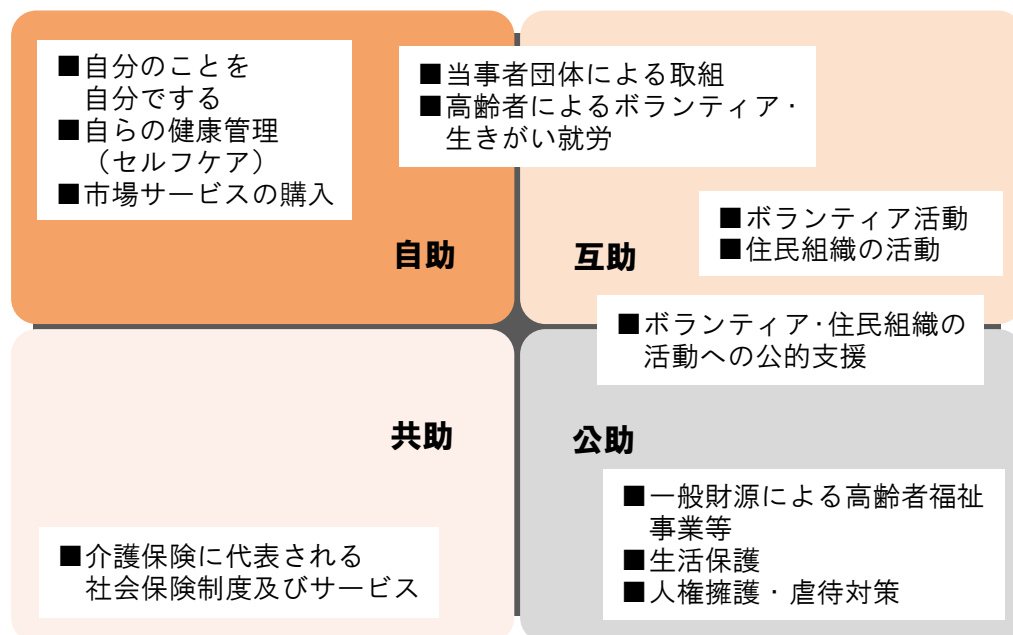 ■自分のことを
自分でする
■自らの健康管理
（セルフケア）
■市場サービスの購入
■当事者団体による取組
■高齢者によるボランティア・
生きがい就労
■ボランティア活動
■住民組織の活動
自助
互助
■ボランティア・住民組織の
活動への公的支援
共助
公助
■介護保険に代表される
社会保険制度及びサービス
■一般財源による高齢者福祉
事業等
■生活保護
■人権擁護・虐待対策